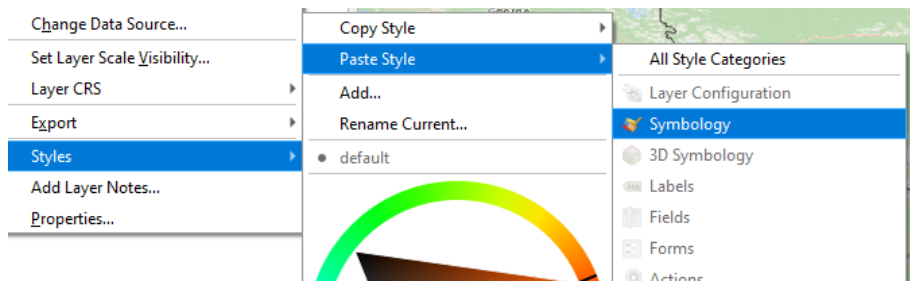 Change Data Source...
Set Layer Scale Visibility...
Layer CRS
Export
Styles
Add Layer Notes...
Properties...
Copy Style
Paste Style
Add...
Rename Current...
default
All Style Categories
Layer Configuration
Symbology
3D Symbology
Labels
Fields
Forms
Actions